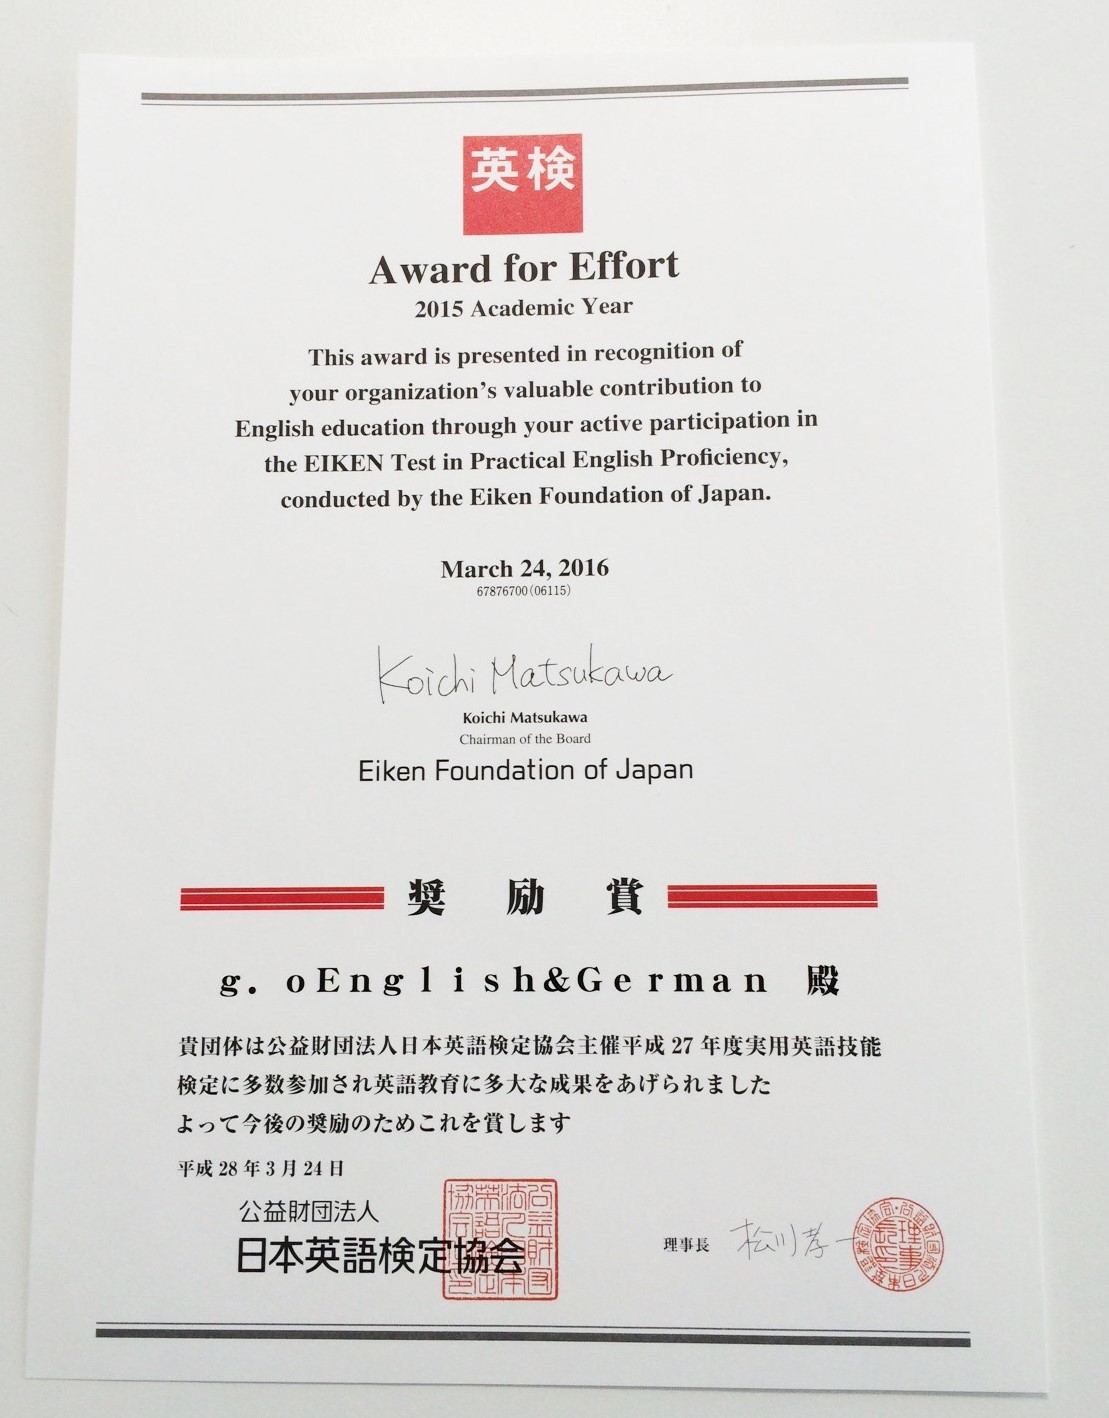 英検
Award for Effort
2015 Academic Year
This award is presented in recognition of
your organization's valuable contribution to
English education through your active participation in
the EIKEN Test in Practical English Proficiency,
conducted by the Eiken Foundation of Japan.
March 24, 2016
67876700(06115)
Koichi Matsukawa
Koichi Matsukawa
Chairman of the Board
Eiken Foundation of Japan
奨励賞
g. oEnglish&German 殿
貴団体は公益財団法人日本英語検定協会主催平成27年度実用英語技能
検定に多数参加され英語教育に多大な成果をあげられました
よって今後の奨励のためこれを賞します
平成28年3月24日
公益財団法人
日本英語検定協会
理事長 松川孝一